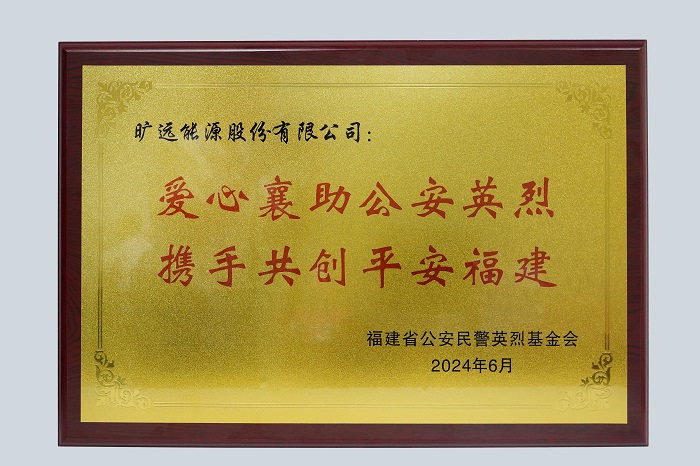 旷远能源股份有限公司：
爱心襄助公安英烈
携手共创平安福建
福建省公安民警英烈基金会
2024年6月